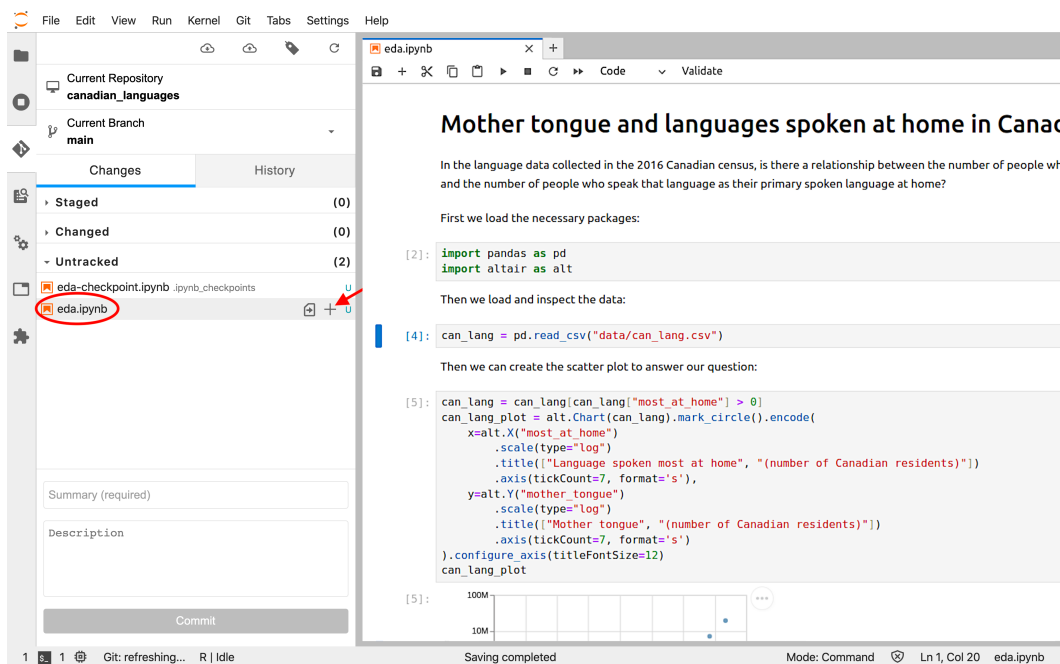 File Edit View Run Kernel Git Tabs Settings Help
Current Repository
canadian_languages
Current Branch
main
Changes History
Staged (0)
Changed (0)
Untracked (2)
eda-checkpoint.ipynb .ipynb_checkpoints U
eda.ipynb U
Summary (required)
Description
Commit
eda.ipynb
Code Validate
Mother tongue and languages spoken at home in Canad
In the language data collected in the 2016 Canadian census, is there a relationship between the number of people wh
and the number of people who speak that language as their primary spoken language at home?
First we load the necessary packages:
[2]: import pandas as pd
import altair as alt
Then we load and inspect the data:
[4]: can_lang = pd.read_csv("data/can_lang.csv")
Then we can create the scatter plot to answer our question:
[5]: can_lang = can_lang[can_lang["most_at_home"] > 0]
can_lang_plot = alt.Chart(can_lang).mark_circle().encode(
    x=alt.X("most_at_home")
        .scale(type="log")
        .title(["Language spoken most at home", "(number of Canadian residents)"])
        .axis(tickCount=7, format='s'),
    y=alt.Y("mother_tongue")
        .scale(type="log")
        .title(["Mother tongue", "(number of Canadian residents)"])
        .axis(tickCount=7, format='s')
).configure_axis(titleFontSize=12)
can_lang_plot
[5]: 100M
10M
1 $_ 1 Git: refreshing... R | Idle Saving completed Mode: Command Ln 1, Col 20 eda.ipynb